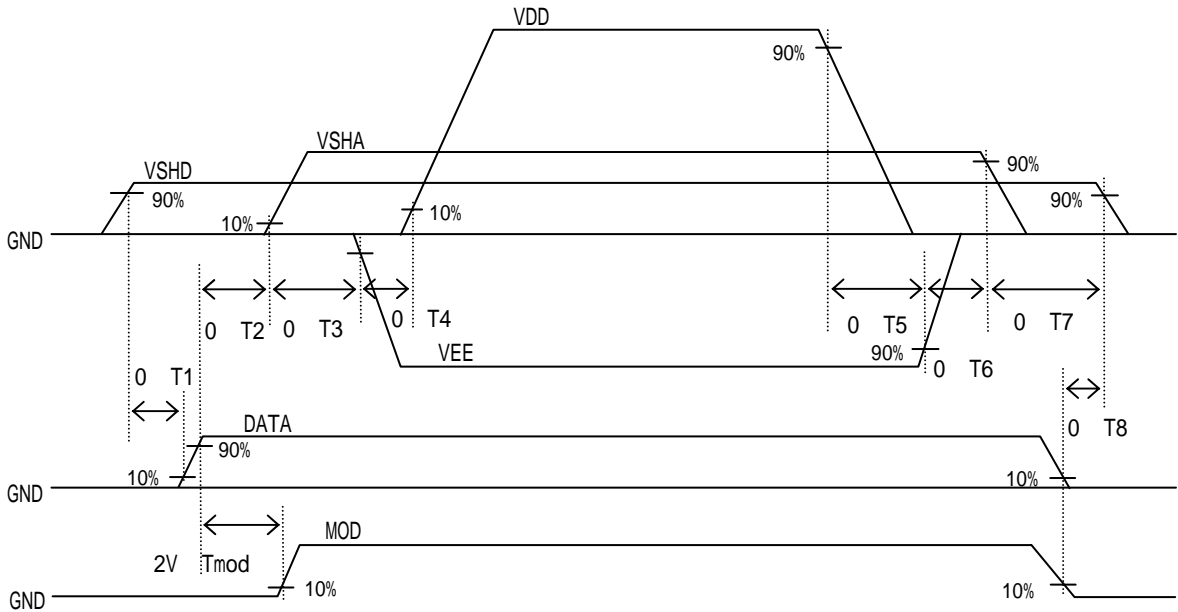 VDD
90%
VSHA
VSHD
90%
90%
90%
10%
10%
GND
0 T2
0 T3
0 T4
0 T5
0 T7
VEE
90%
0 T6
0 T1
DATA
0 T8
90%
10%
10%
GND
MOD
2V Tmod
10%
10%
GND